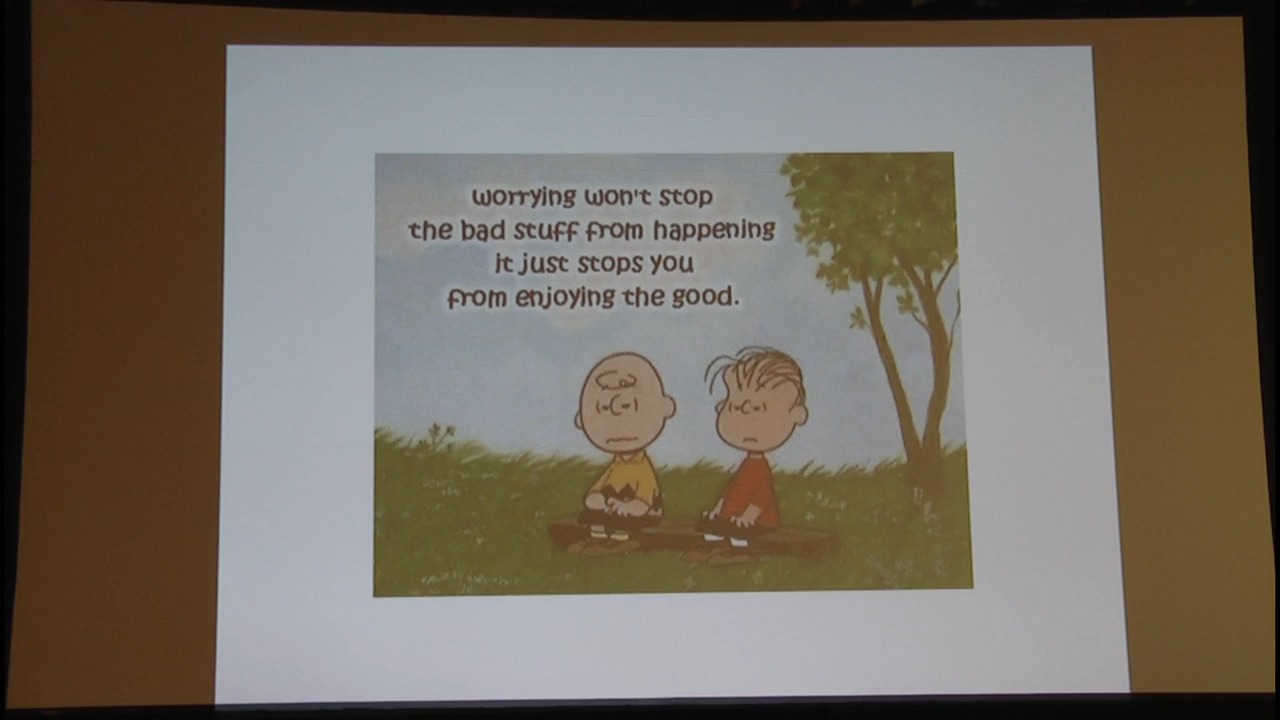 worrying won't stop
the bad stuff from happening
it just stops you
from enjoying the good.